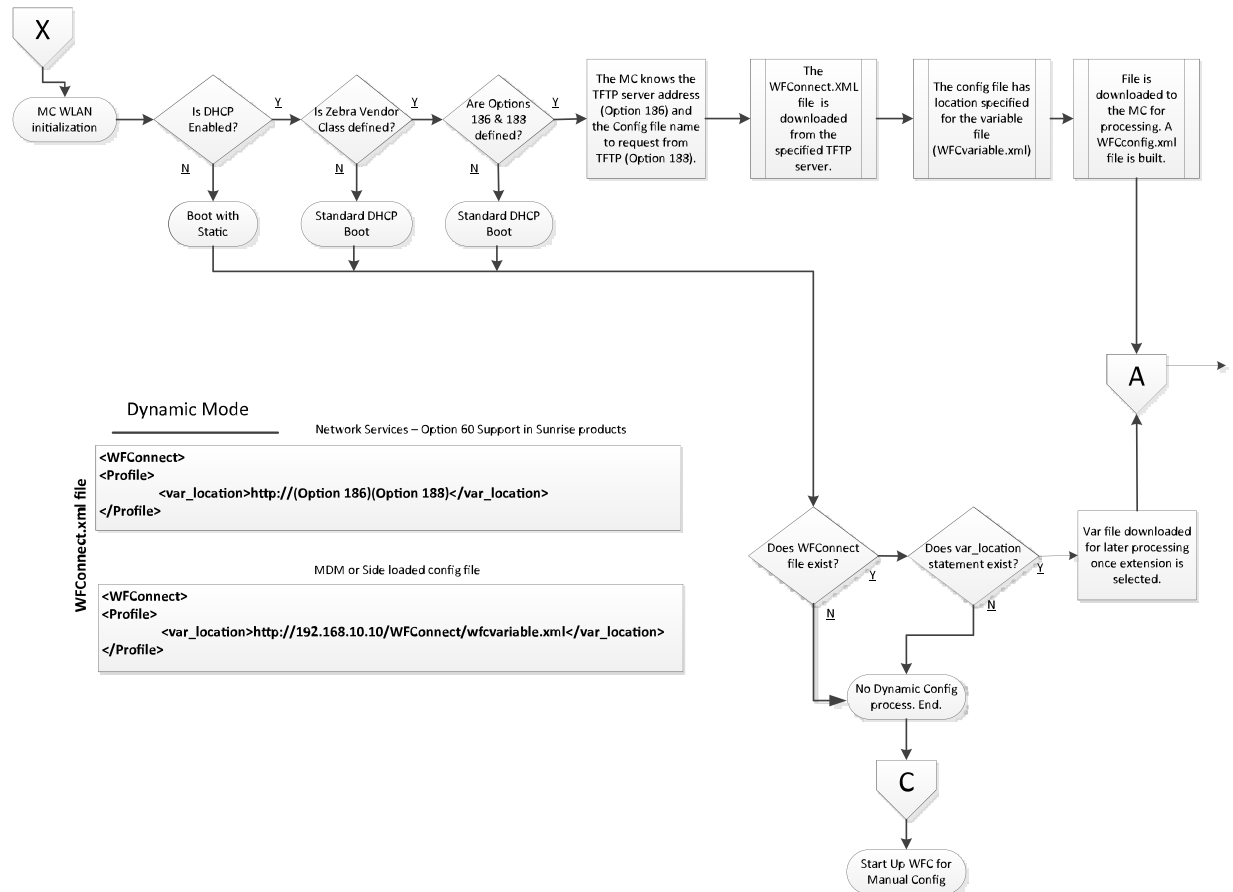 X
MC WLAN
initialization
Is DHCP
Enabled?
Y
N
Is Zebra Vendor
Class defined?
Y
N
Are Options
186 & 188
defined?
Y
N
The MC knows the
TFTP server address
(Option 186) and
the Config file name
to request from
TFTP (Option 188).
The
WFConnect.XML
file is
downloaded
from the
specified TFTP
server.
The config file has
location specified
for the variable
file
(WFCvariable.xml)
File is
downloaded to
the MC for
processing. A
WFCconfig.xml
file is built.
Boot with
Static
Standard DHCP
Boot
Standard DHCP
Boot
A
Dynamic Mode
Network Services – Option 60 Support in Sunrise products
WFConnect.xml file
<WFConnect>
<Profile>
<var_location>http://(Option 186)(Option 188)</var_location>
</Profile>
MDM or Side loaded config file
<WFConnect>
<Profile>
<var_location>http://192.168.10.10/WFConnect/wfcvariable.xml</var_location>
</Profile>
Does WFConnect
file exist?
Y
N
Does var_location
statement exist?
Y
N
Var file downloaded
for later processing
once extension is
selected.
No Dynamic Config
process. End.
C
Start Up WFC for
Manual Config